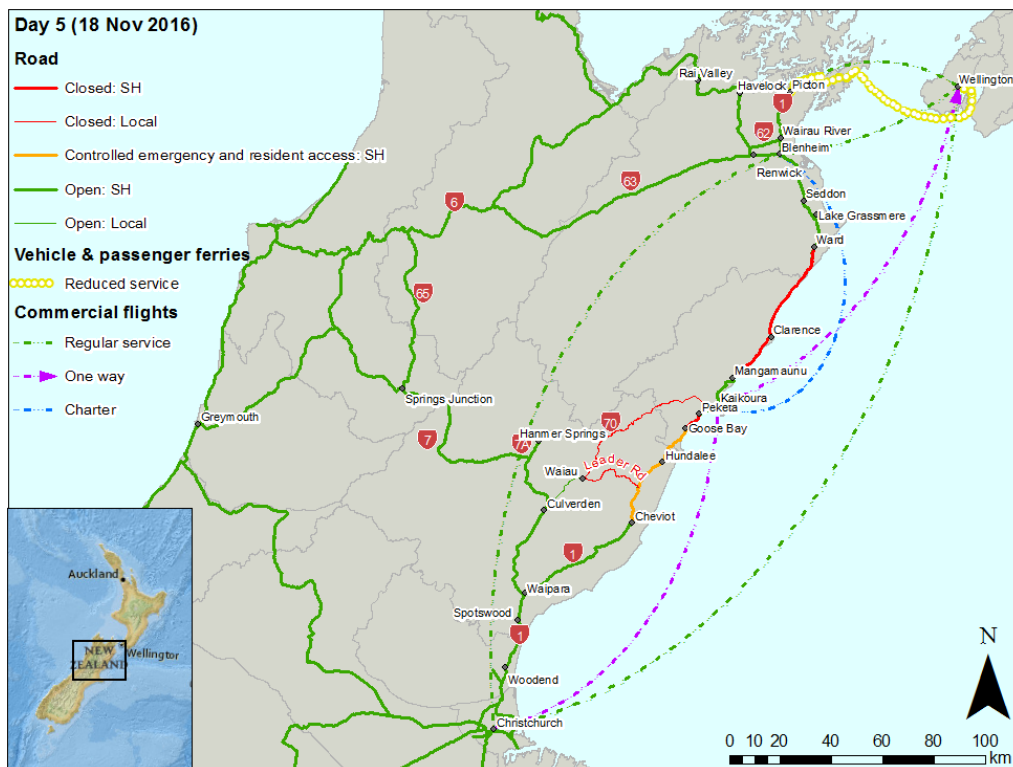 Day 5 (18 Nov 2016)
Road
Closed: SH
Closed: Local
Controlled emergency and resident access: SH
Open: SH
Open: Local
Vehicle & passenger ferries
Reduced service
Commercial flights
Regular service
One way
Charter
Rai Valley
Havelock
Picton
Wellington
1
62
Wairau River
Blenheim
Renwick
63
6
Seddon
Lake Grassmere
Ward
65
Clarence
Mangamaunu
Springs Junction
Kaikoura
Peketa
Greymouth
70
Goose Bay
7
7A
Hanmer Springs
Hundalee
Leader Rd
Waiau
Culverden
Cheviot
1
Waipara
Spotswood
1
Woodend
Christchurch
Auckland
NEW
ZEALAND
Wellingtor
N
0 10 20 40 60 80 100
km